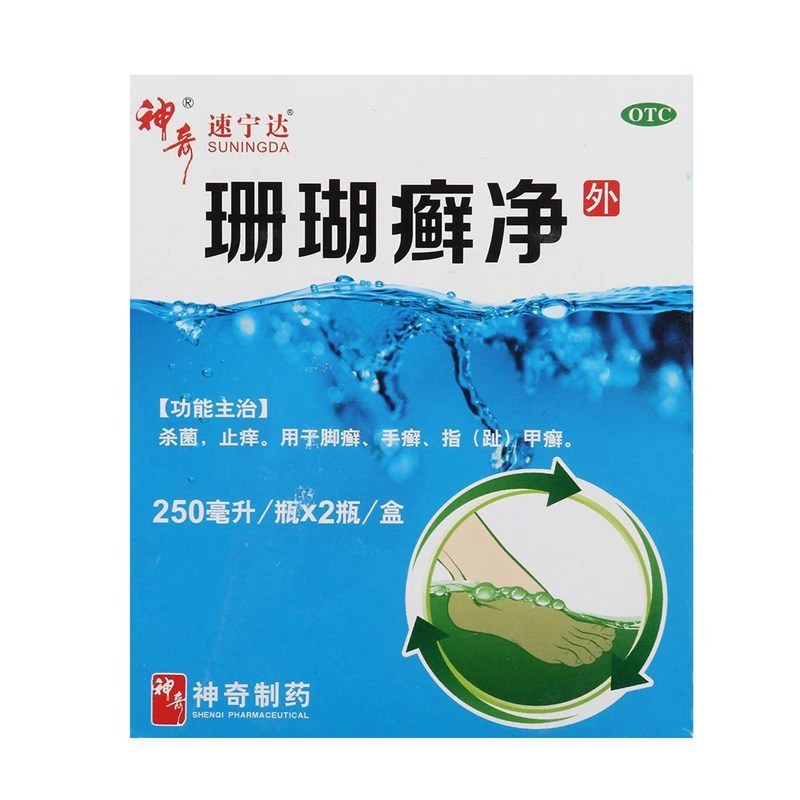 神奇® 速宁达®
SUNINGDA
OTC
珊瑚癣净 外
【功能主治】
杀菌，止痒。用于脚癣、手癣、指（趾）甲癣。
250毫升/瓶x2瓶/盒
神奇 神奇制药
SHENQI PHARMACEUTICAL